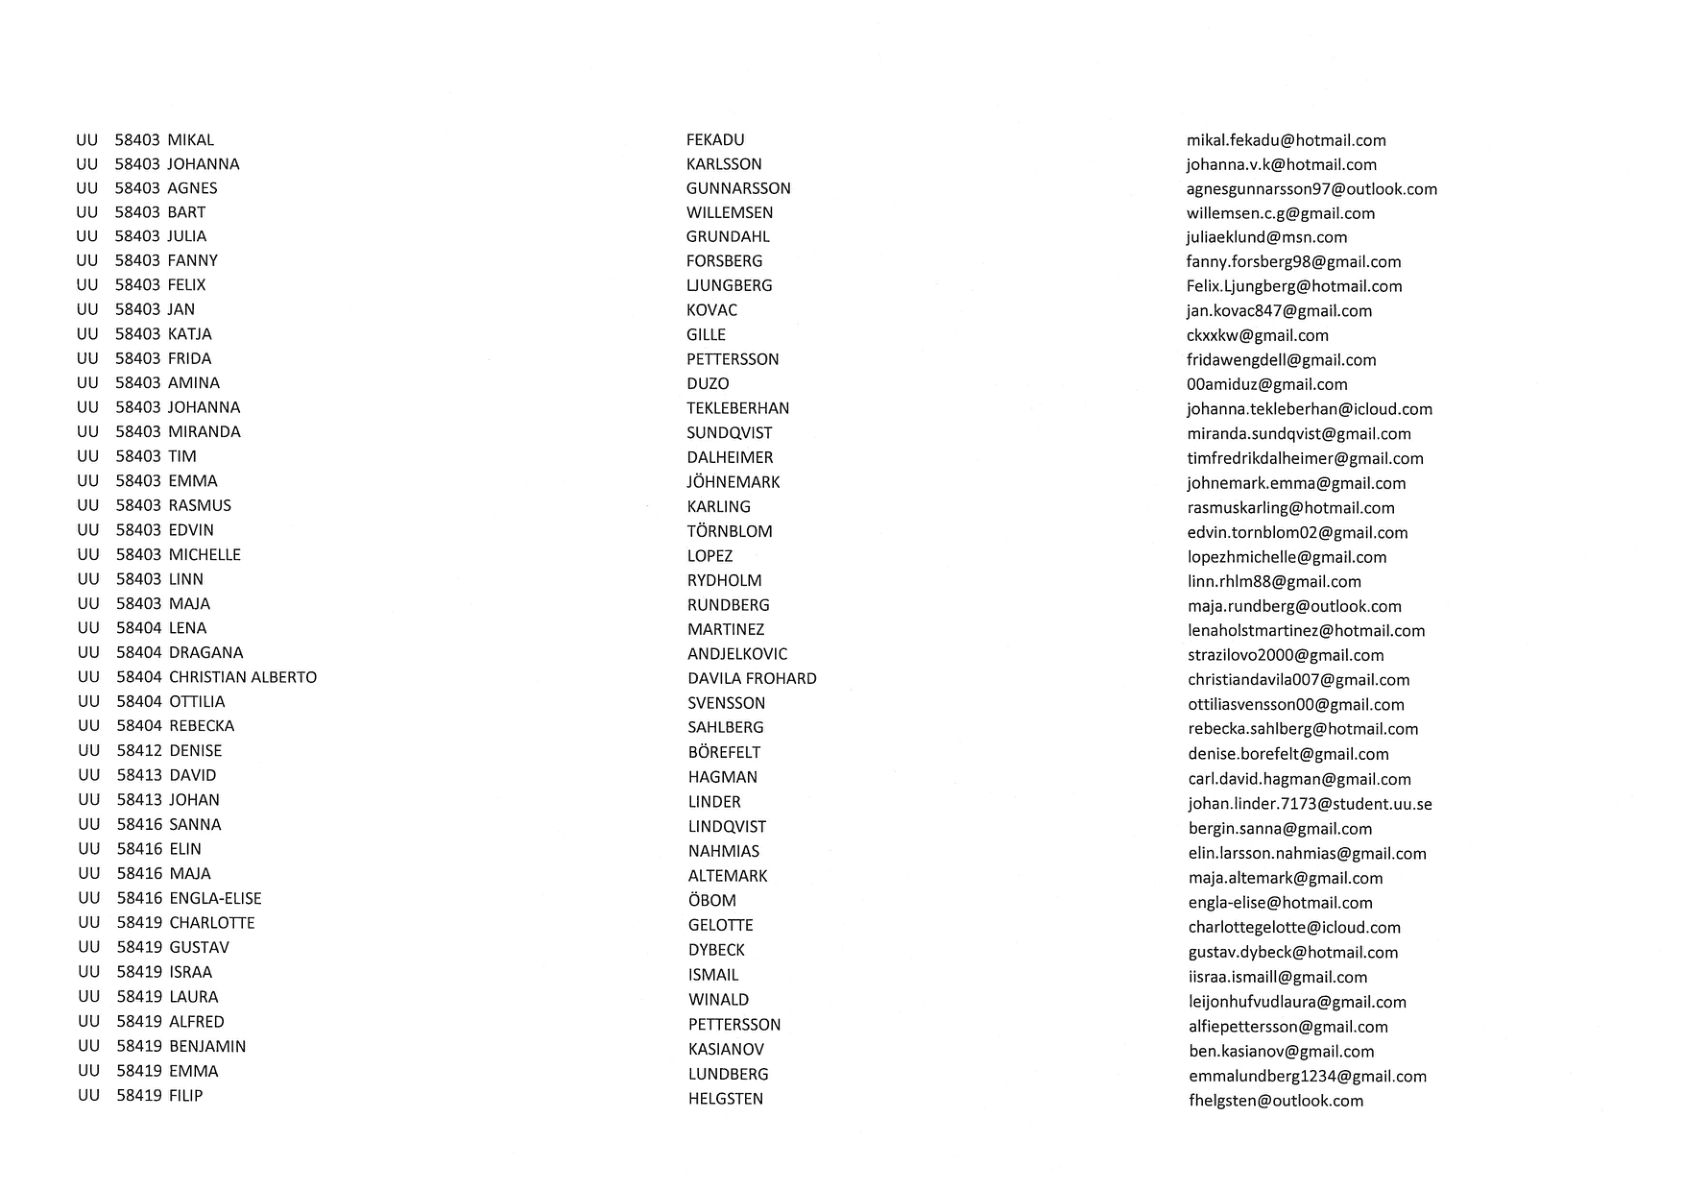 UU 58403 MIKAL FEKADU mikal.fekadu@hotmail.com
UU 58403 JOHANNA KARLSSON johanna.v.k@hotmail.com
UU 58403 AGNES GUNNARSSON agnesgunnarsson97@outlook.com
UU 58403 BART WILLEMSEN willemsen.c.g@gmail.com
UU 58403 JULIA GRUNDAHL juliaeklund@msn.com
UU 58403 FANNY FORSBERG fanny.forsberg98@gmail.com
UU 58403 FELIX LJUNGBERG Felix.Ljungberg@hotmail.com
UU 58403 JAN KOVAC jan.kovac847@gmail.com
UU 58403 KATJA GILLE ckxxkw@gmail.com
UU 58403 FRIDA PETTERSSON fridawengdell@gmail.com
UU 58403 AMINA DUZO 00amiduz@gmail.com
UU 58403 JOHANNA TEKLEBERHAN johanna.tekleberhan@icloud.com
UU 58403 MIRANDA SUNDQVIST miranda.sundqvist@gmail.com
UU 58403 TIM DALHEIMER timfredrikdalheimer@gmail.com
UU 58403 EMMA JÖHNEMARK johnemark.emma@gmail.com
UU 58403 RASMUS KARLING rasmuskarling@hotmail.com
UU 58403 EDVIN TÖRNBLOM edvin.tornblom02@gmail.com
UU 58403 MICHELLE LOPEZ lopezhmichelle@gmail.com
UU 58403 LINN RYDHOLM linn.rhlm88@gmail.com
UU 58403 MAJA RUNDBERG maja.rundberg@outlook.com
UU 58404 LENA MARTINEZ lenaholstmartinez@hotmail.com
UU 58404 DRAGANA ANDJELKOVIC strazilovo2000@gmail.com
UU 58404 CHRISTIAN ALBERTO DAVILA FROHARD christiandavila007@gmail.com
UU 58404 OTTILIA SVENSSON ottiliasvensson00@gmail.com
UU 58404 REBECKA SAHLBERG rebecka.sahlberg@hotmail.com
UU 58412 DENISE BÖREFELT denise.borefelt@gmail.com
UU 58413 DAVID HAGMAN carl.david.hagman@gmail.com
UU 58413 JOHAN LINDER johan.linder.7173@student.uu.se
UU 58416 SANNA LINDQVIST bergin.sanna@gmail.com
UU 58416 ELIN NAHMIAS elin.larsson.nahmias@gmail.com
UU 58416 MAJA ALTEMARK maja.altemark@gmail.com
UU 58416 ENGLA-ELISE ÖBOM engla-elise@hotmail.com
UU 58419 CHARLOTTE GELOTTE charlottegelotte@icloud.com
UU 58419 GUSTAV DYBECK gustav.dybeck@hotmail.com
UU 58419 ISRAA ISMAIL iisraa.ismaill@gmail.com
UU 58419 LAURA WINALD leijonhufvudlaura@gmail.com
UU 58419 ALFRED PETTERSSON alfiepettersson@gmail.com
UU 58419 BENJAMIN KASIANOV ben.kasianov@gmail.com
UU 58419 EMMA LUNDBERG emmalundberg1234@gmail.com
UU 58419 FILIP HELGSTEN fhelgsten@outlook.com